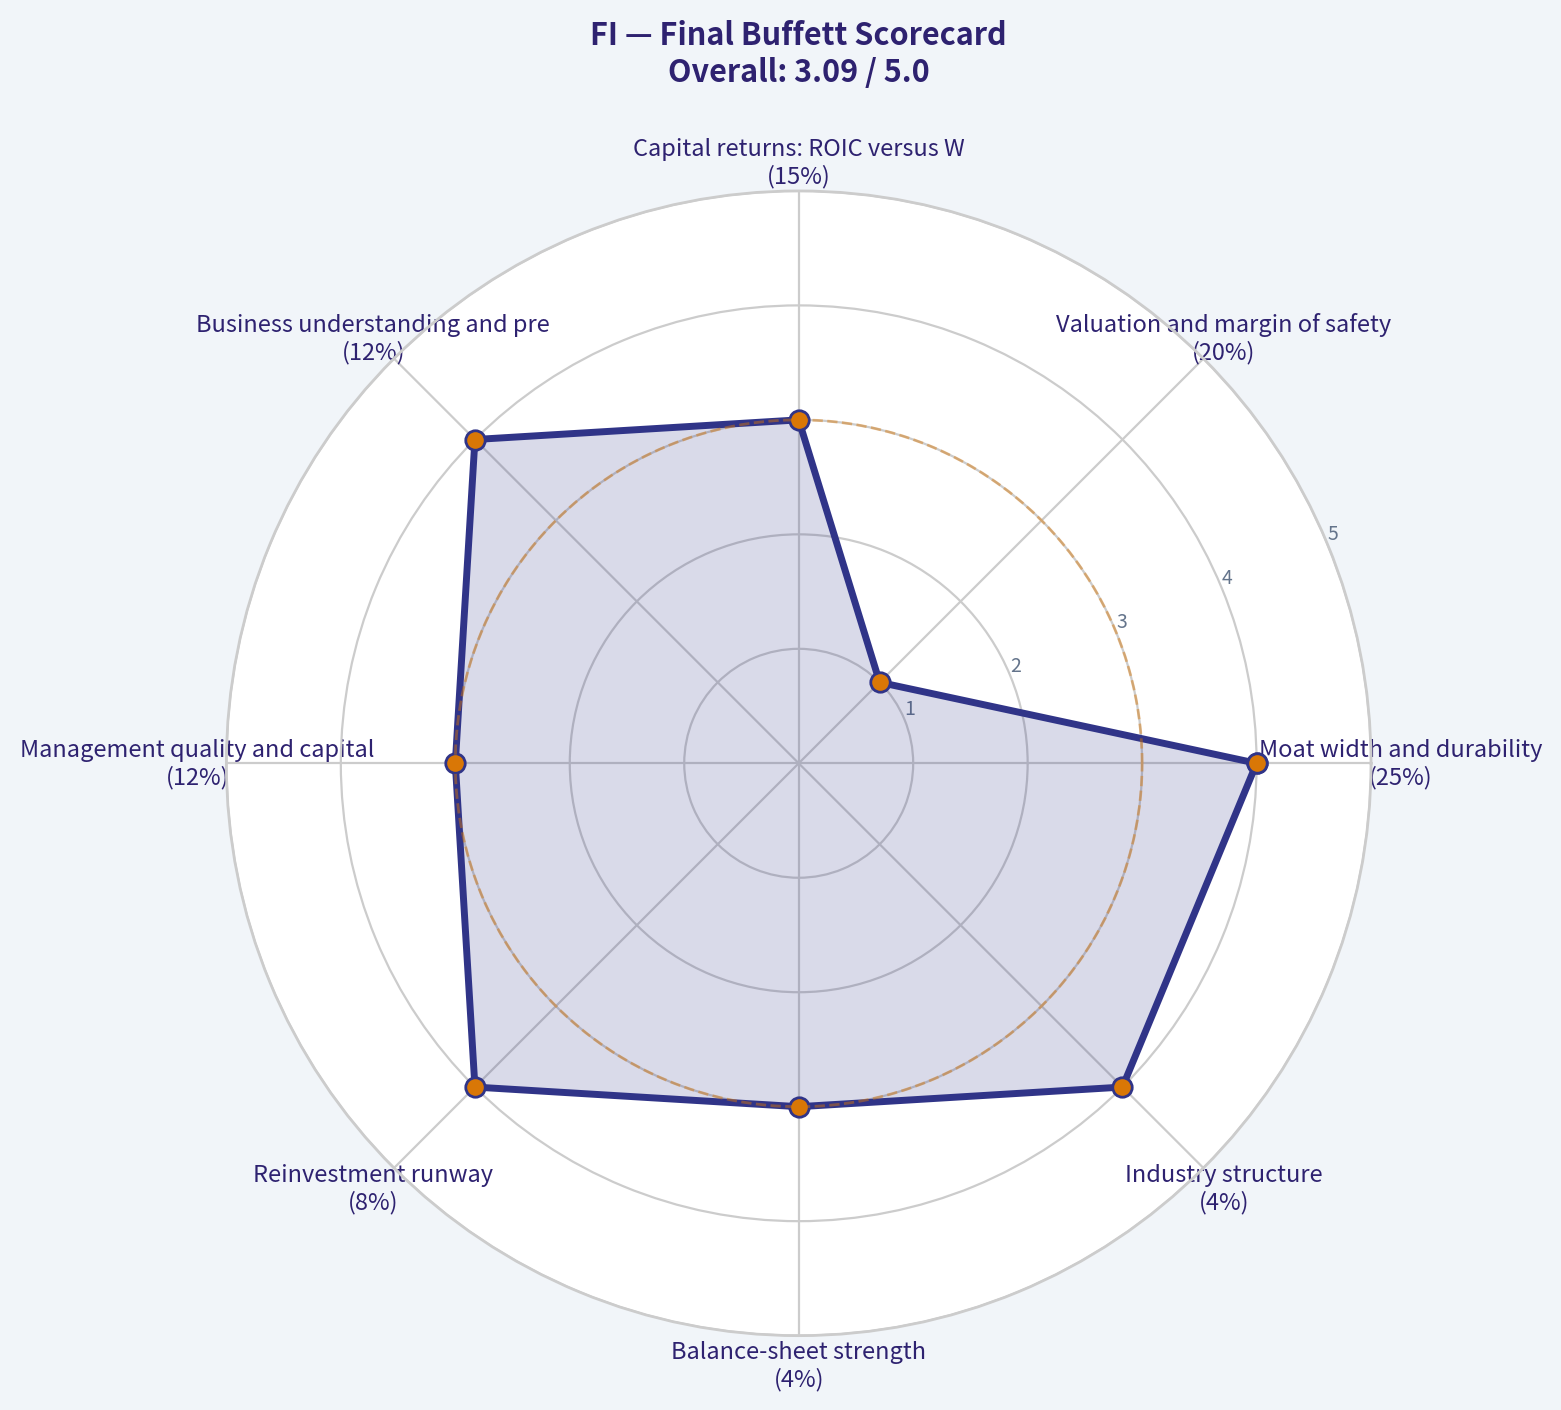 FI — Final Buffett Scorecard
Overall: 3.09 / 5.0
Capital returns: ROIC versus W
(15%)
Business understanding and pre
(12%)
Valuation and margin of safety
(20%)
5
4
3
2
1
Management quality and capital
(12%)
Moat width and durability
(25%)
Reinvestment runway
(8%)
Industry structure
(4%)
Balance-sheet strength
(4%)